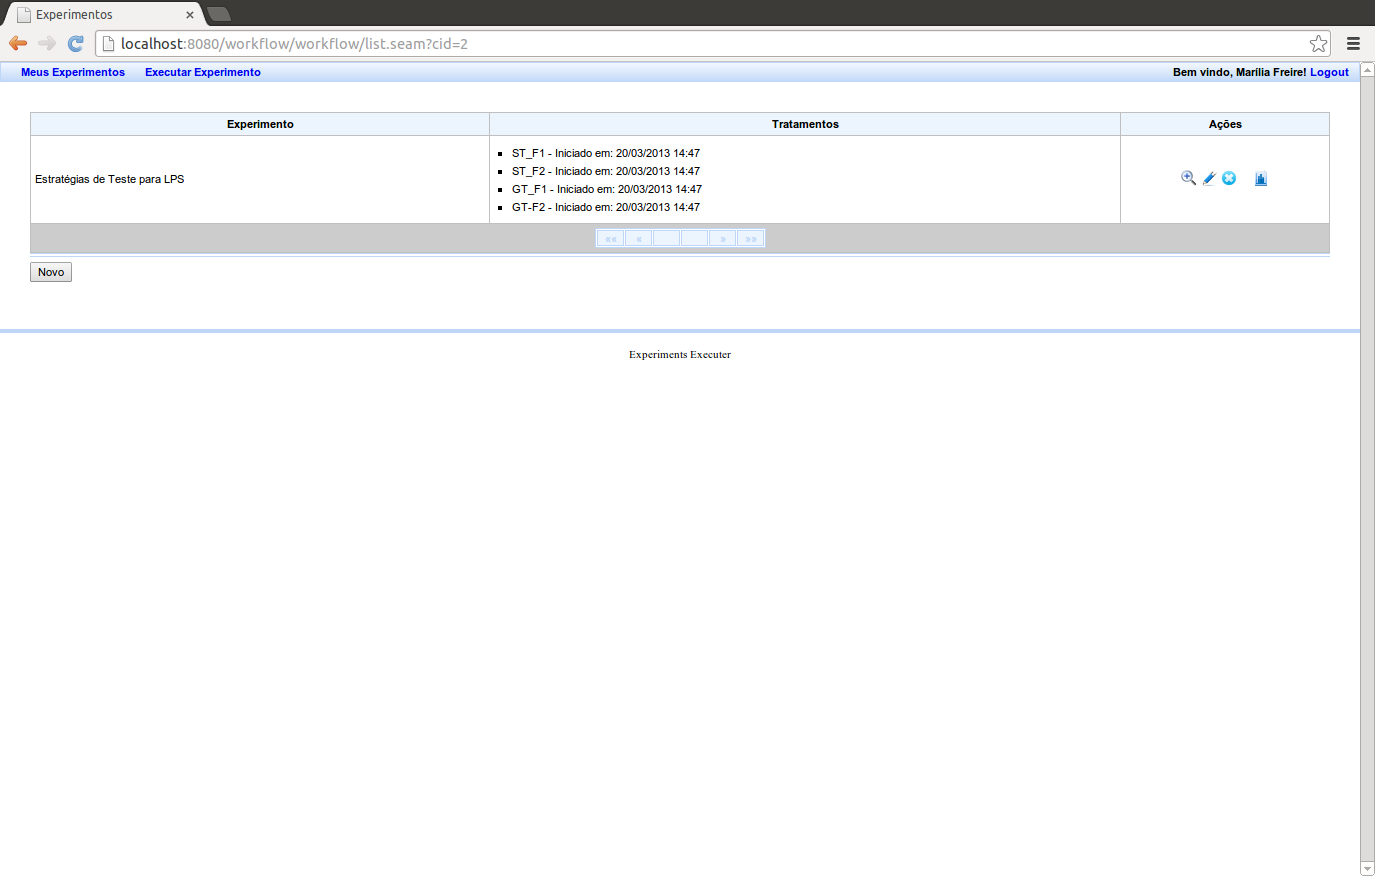 Experimentos
localhost:8080/workflow/workflow/list.seam?cid=2
Meus Experimentos Executar Experimento Bem vindo, Marília Freire! Logout
Experimento Tratamentos Ações
Estratégias de Teste para LPS
ST_F1 - Iniciado em: 20/03/2013 14:47
ST_F2 - Iniciado em: 20/03/2013 14:47
GT_F1 - Iniciado em: 20/03/2013 14:47
GT-F2 - Iniciado em: 20/03/2013 14:47
«« « » »»
Novo
Experiments Executer